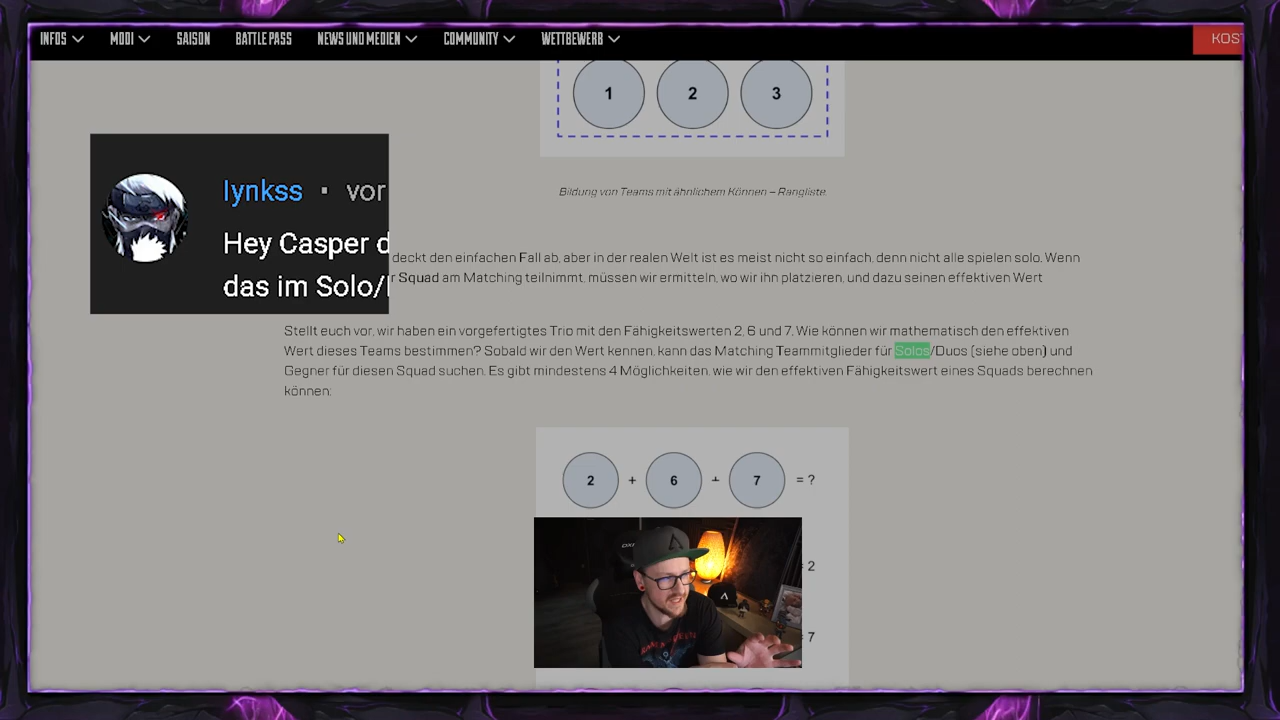 INFOS MODI SAISON BATTLE PASS NEWS UND MEDIEN COMMUNITY WETTBEWERB KOS
1 2 3
Bildung von Teams mit ähnlichem Können – Rangliste.
lynkss · vor
Hey Casper d
das im Solo/
deckt den einfachen Fall ab, aber in der realen Welt ist es meist nicht so einfach, denn nicht alle spielen solo. Wenn
r Squad am Matching teilnimmt, müssen wir ermitteln, wo wir ihn platzieren, und dazu seinen effektiven Wert
Stellt euch vor, wir haben ein vorgefertigtes Trio mit den Fähigkeitswerten 2, 6 und 7. Wie können wir mathematisch den effektiven
Wert dieses Teams bestimmen? Sobald wir den Wert kennen, kann das Matching Teammitglieder für Solos/Duos (siehe oben) und
Gegner für diesen Squad suchen. Es gibt mindestens 4 Möglichkeiten, wie wir den effektiven Fähigkeitswert eines Squads berechnen
können:
2 + 6 + 7 = ?
= 2
= 7